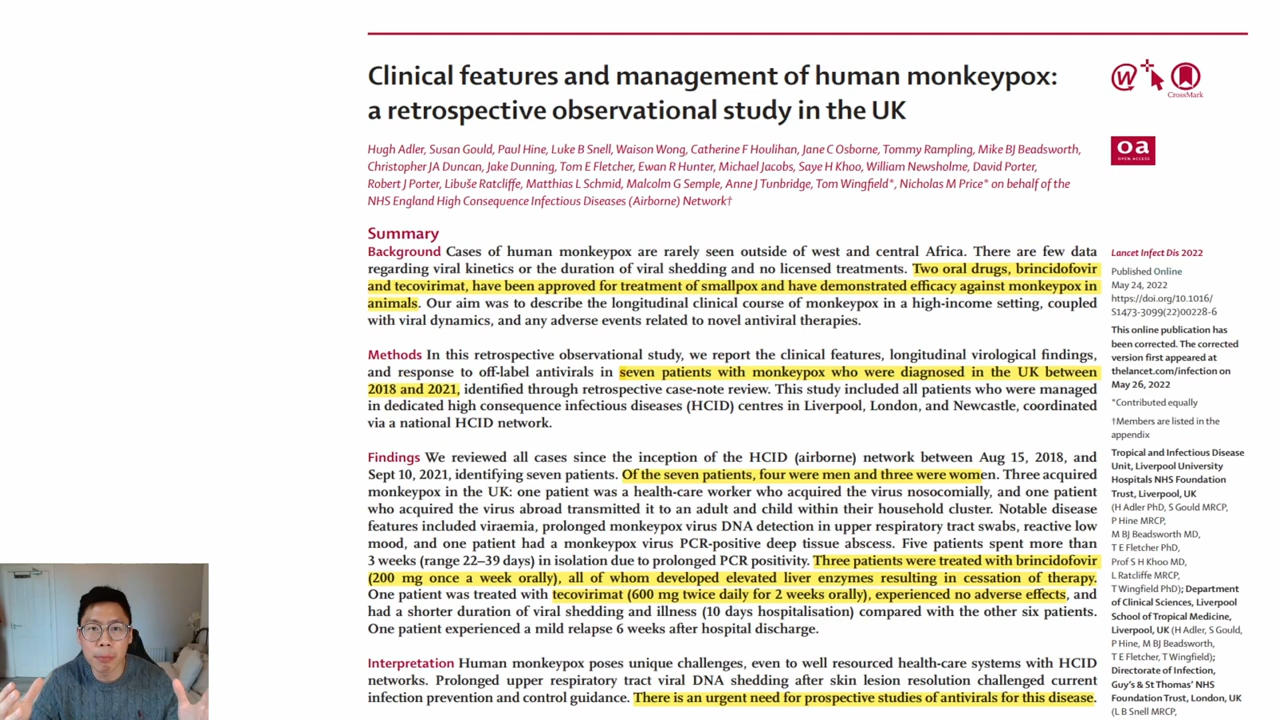 Clinical features and management of human monkeypox:
a retrospective observational study in the UK
CrossMark
oa
OPEN ACCESS
Hugh Adler, Susan Gould, Paul Hine, Luke B Snell, Waison Wong, Catherine F Houlihan, Jane C Osborne, Tommy Rampling, Mike BJ Beadsworth,
Christopher JA Duncan, Jake Dunning, Tom E Fletcher, Ewan R Hunter, Michael Jacobs, Saye H Khoo, William Newsholme, David Porter,
Robert J Porter, Libuše Ratcliffe, Matthias L Schmid, Malcolm G Semple, Anne J Tunbridge, Tom Wingfield*, Nicholas M Price* on behalf of the
NHS England High Consequence Infectious Diseases (Airborne) Network†
Summary
Background Cases of human monkeypox are rarely seen outside of west and central Africa. There are few data
regarding viral kinetics or the duration of viral shedding and no licensed treatments. Two oral drugs, brincidofovir
and tecovirimat, have been approved for treatment of smallpox and have demonstrated efficacy against monkeypox in
animals. Our aim was to describe the longitudinal clinical course of monkeypox in a high-income setting, coupled
with viral dynamics, and any adverse events related to novel antiviral therapies.
Methods In this retrospective observational study, we report the clinical features, longitudinal virological findings,
and response to off-label antivirals in seven patients with monkeypox who were diagnosed in the UK between
2018 and 2021, identified through retrospective case-note review. This study included all patients who were managed
in dedicated high consequence infectious diseases (HCID) centres in Liverpool, London, and Newcastle, coordinated
via a national HCID network.
Findings We reviewed all cases since the inception of the HCID (airborne) network between Aug 15, 2018, and
Sept 10, 2021, identifying seven patients. Of the seven patients, four were men and three were women. Three acquired
monkeypox in the UK: one patient was a health-care worker who acquired the virus nosocomially, and one patient
who acquired the virus abroad transmitted it to an adult and child within their household cluster. Notable disease
features included viraemia, prolonged monkeypox virus DNA detection in upper respiratory tract swabs, reactive low
mood, and one patient had a monkeypox virus PCR-positive deep tissue abscess. Five patients spent more than
3 weeks (range 22–39 days) in isolation due to prolonged PCR positivity. Three patients were treated with brincidofovir
(200 mg once a week orally), all of whom developed elevated liver enzymes resulting in cessation of therapy.
One patient was treated with tecovirimat (600 mg twice daily for 2 weeks orally), experienced no adverse effects, and
had a shorter duration of viral shedding and illness (10 days hospitalisation) compared with the other six patients.
One patient experienced a mild relapse 6 weeks after hospital discharge.
Interpretation Human monkeypox poses unique challenges, even to well resourced health-care systems with HCID
networks. Prolonged upper respiratory tract viral DNA shedding after skin lesion resolution challenged current
infection prevention and control guidance. There is an urgent need for prospective studies of antivirals for this disease.
Lancet Infect Dis 2022
Published Online
May 24, 2022
https://doi.org/10.1016/
S1473-3099(22)00228-6
This online publication has
been corrected. The corrected
version first appeared at
thelancet.com/infection on
May 26, 2022
*Contributed equally
†Members are listed in the
appendix
Tropical and Infectious Disease
Unit, Liverpool University
Hospitals NHS Foundation
Trust, Liverpool, UK
(H Adler PhD, S Gould MRCP,
P Hine MRCP,
M BJ Beadsworth MD,
T E Fletcher PhD,
Prof S H Khoo MD,
L Ratcliffe MRCP,
T Wingfield PhD); Department
of Clinical Sciences, Liverpool
School of Tropical Medicine,
Liverpool, UK (H Adler, S Gould,
P Hine, M BJ Beadsworth,
T E Fletcher, T Wingfield);
Directorate of Infection,
Guy's & St Thomas' NHS
Foundation Trust, London, UK
(L B Snell MRCP,